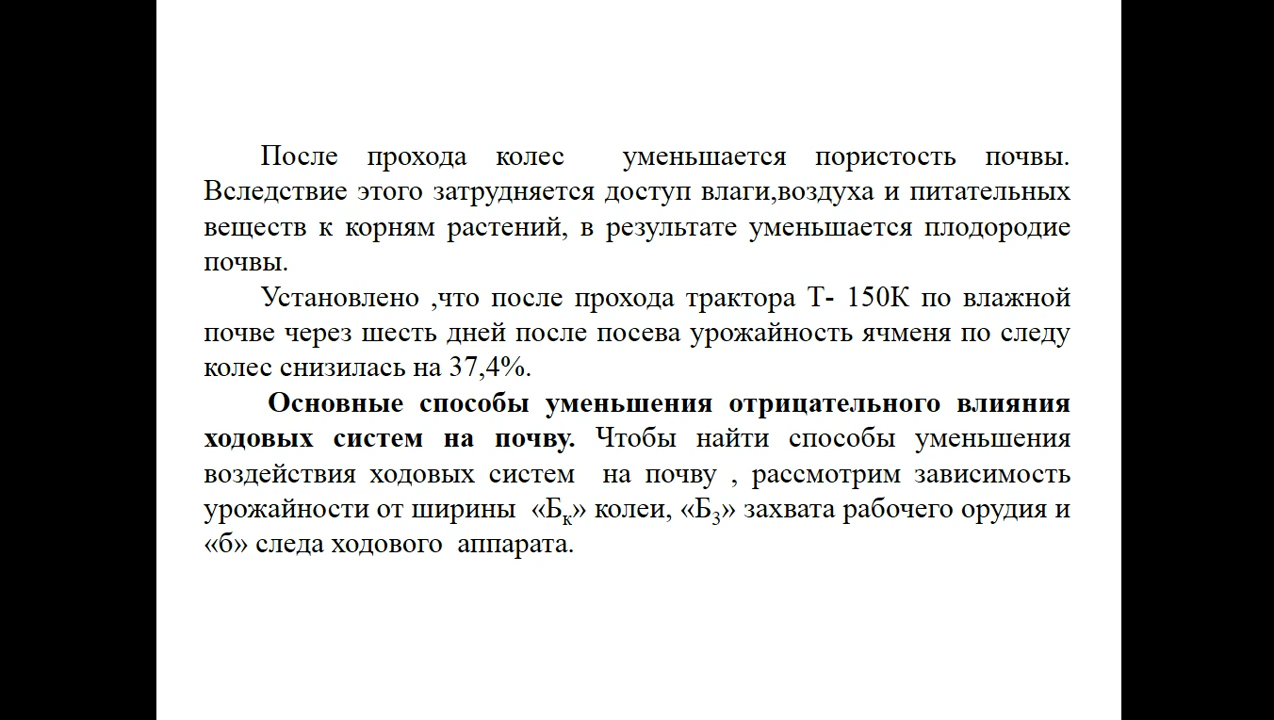 После прохода колес уменьшается пористость почвы.
Вследствие этого затрудняется доступ влаги,воздуха и питательных
веществ к корням растений, в результате уменьшается плодородие
почвы.
Установлено ,что после прохода трактора Т- 150К по влажной
почве через шесть дней после посева урожайность ячменя по следу
колес снизилась на 37,4%.
Основные способы уменьшения отрицательного влияния
ходовых систем на почву. Чтобы найти способы уменьшения
воздействия ходовых систем на почву , рассмотрим зависимость
урожайности от ширины «Бк» колеи, «Б3» захвата рабочего орудия и
«б» следа ходового аппарата.